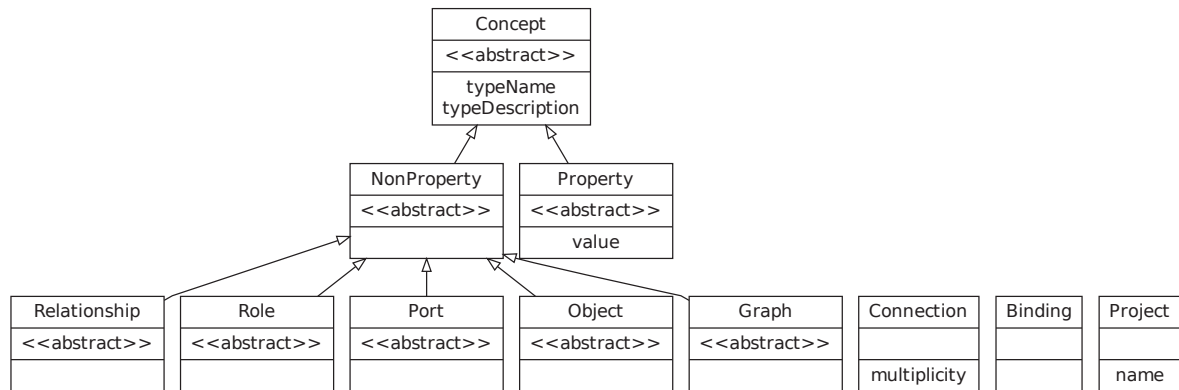 Concept
<<abstract>>
typeName
typeDescription
NonProperty
<<abstract>>
Property
<<abstract>>
value
Relationship
<<abstract>>
Role
<<abstract>>
Port
<<abstract>>
Object
<<abstract>>
Graph
<<abstract>>
Connection
multiplicity
Binding
Project
name